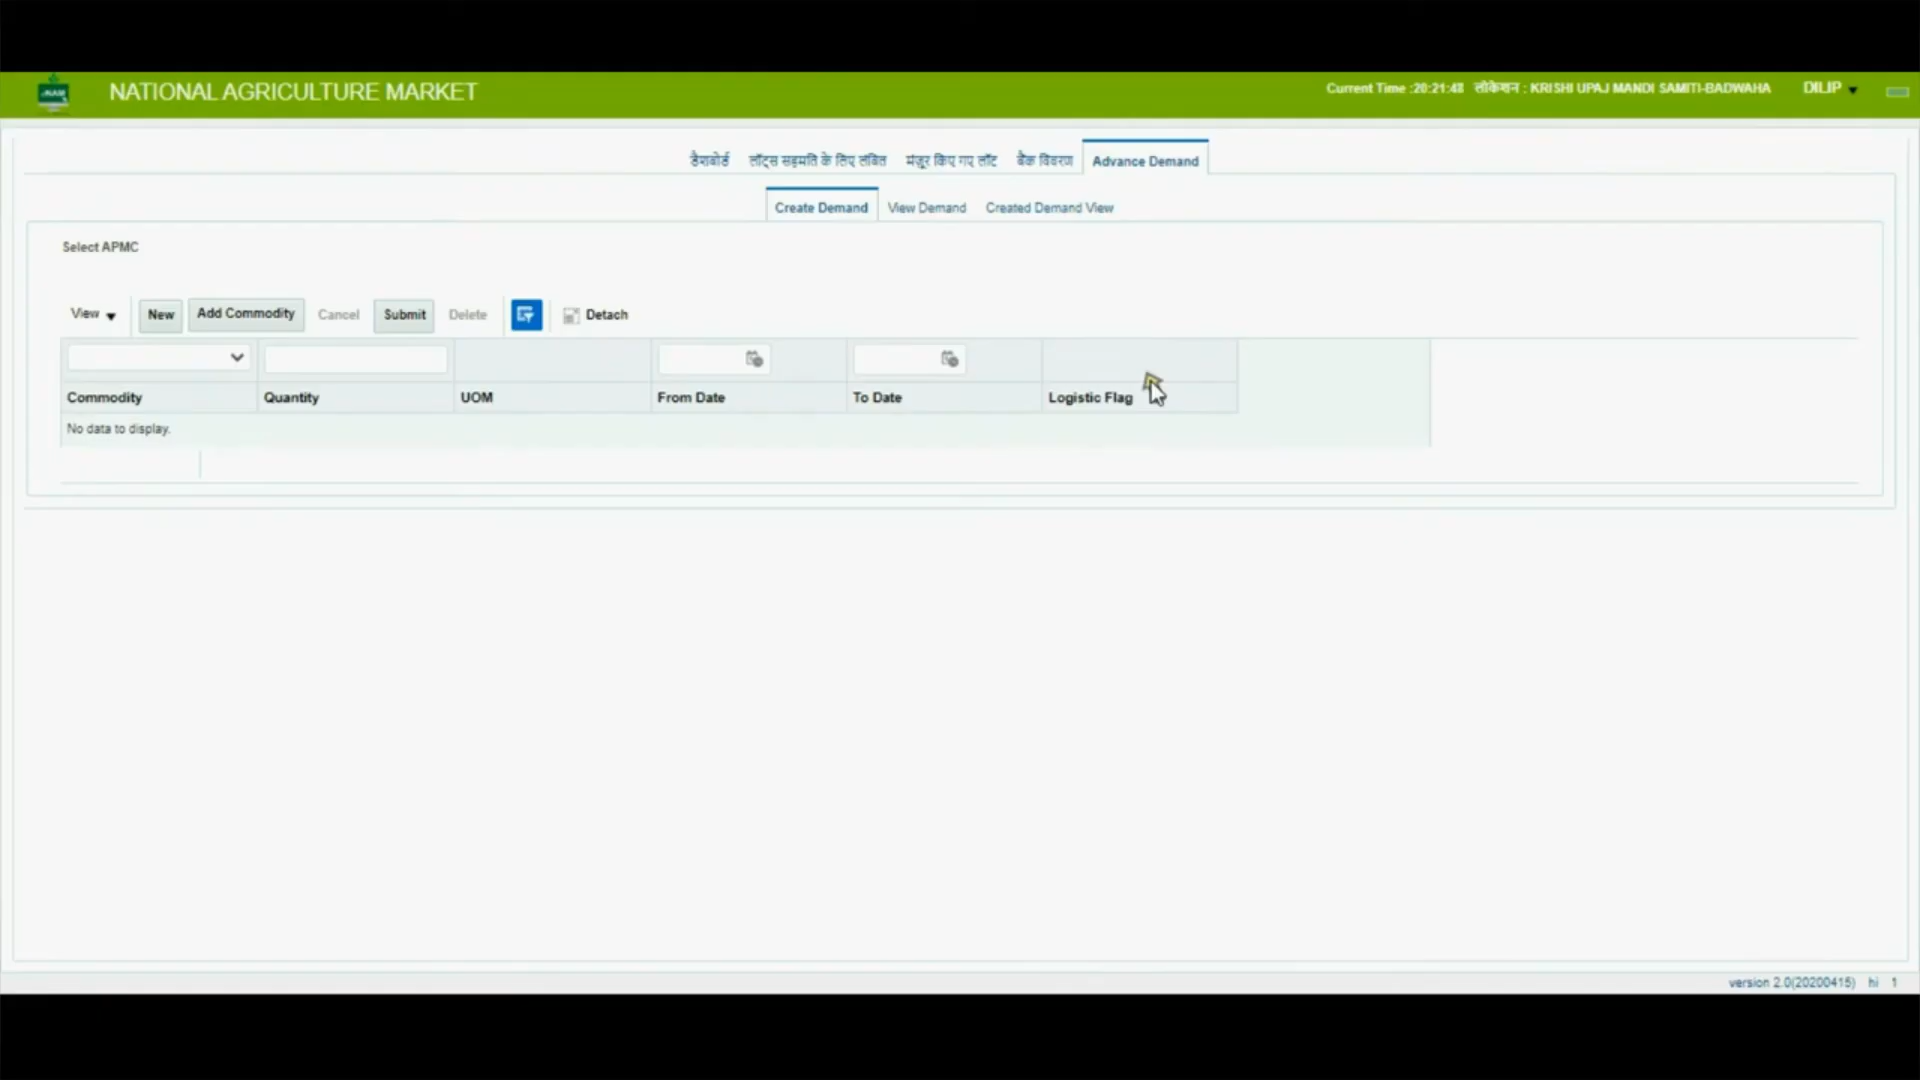 NATIONAL AGRICULTURE MARKET
Current Time :20:21:48 लोकेशन : KRISHI UPAJ MANDI SAMITI-BADWAHA DILIP
डैशबोर्ड लॉट्स सहमति के लिए लंबित मंजूर किए गए लॉट बैंक विवरण Advance Demand
Create Demand View Demand Created Demand View
Select APMC
View New Add Commodity Cancel Submit Delete Detach
Commodity Quantity UOM From Date To Date Logistic Flag
No data to display.
version 2.0(20200415) hi 1